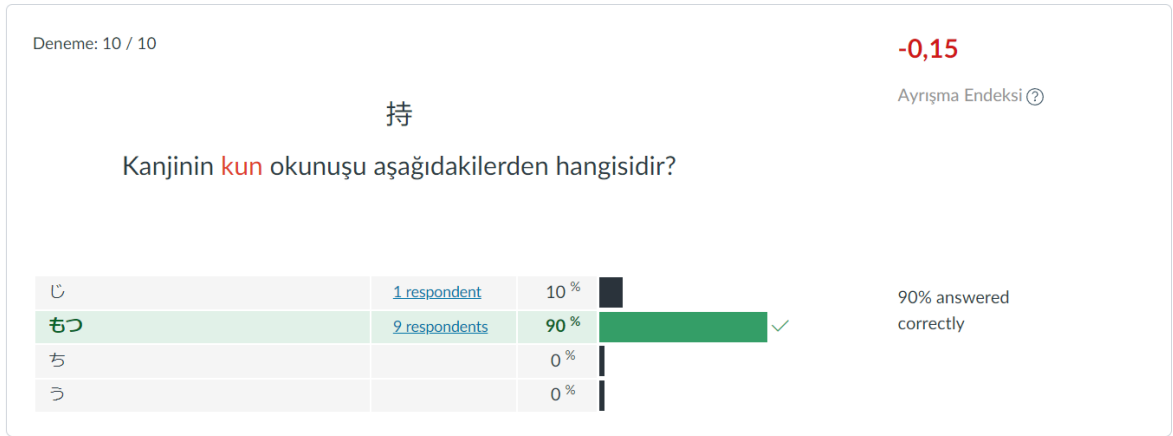 Deneme: 10 / 10
-0,15
Ayrışma Endeksi ?
持
Kanjinin kun okunuşu aşağıdakilerden hangisidir?
じ 1 respondent 10 %
もつ 9 respondents 90 %
ち 0 %
う 0 %
90% answered
correctly